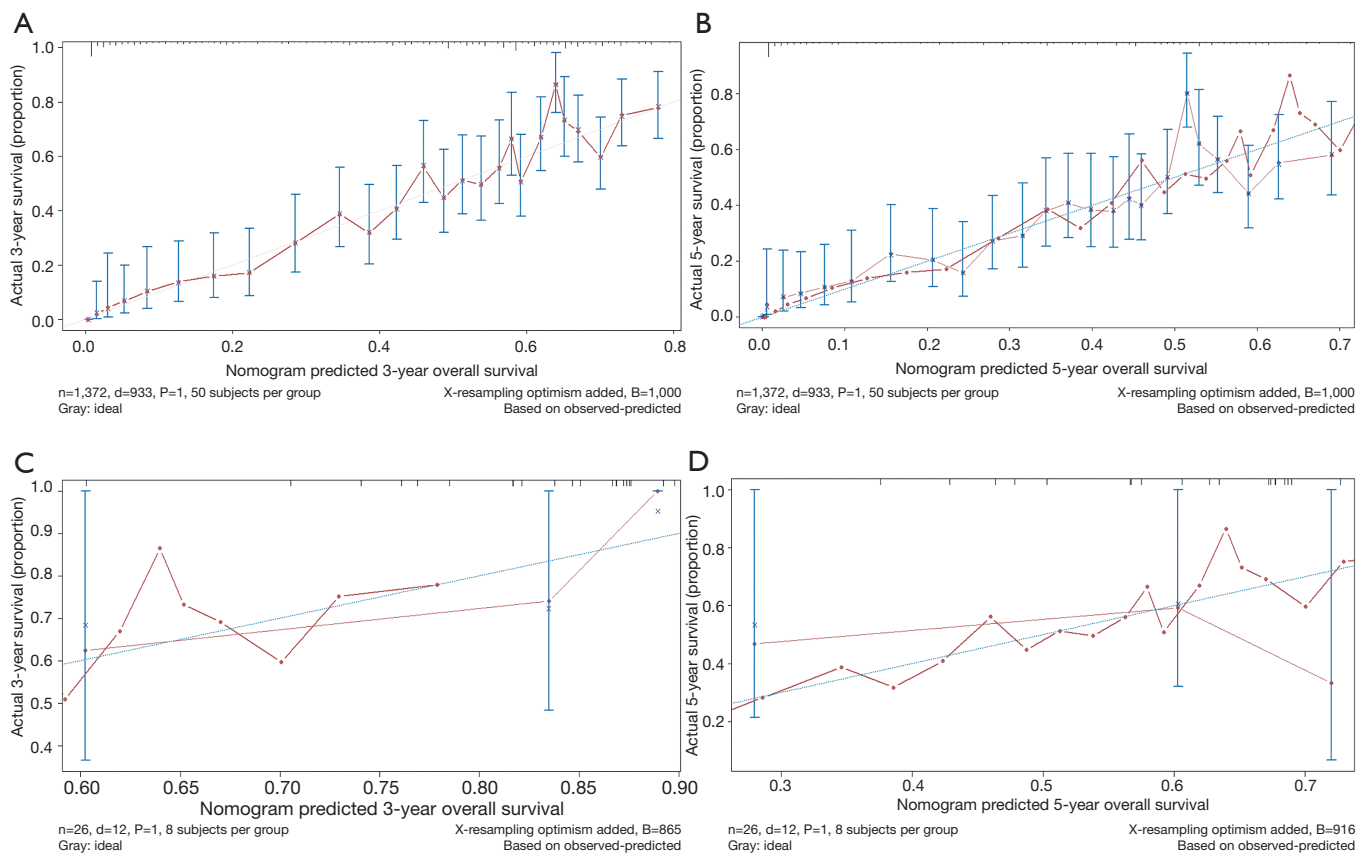 A
Actual 3-year survival (proportion)
1.0
0.8
0.6
0.4
0.2
0.0
0.0 0.2 0.4 0.6 0.8
Nomogram predicted 3-year overall survival
n=1,372, d=933, P=1, 50 subjects per group X-resampling optimism added, B=1,000
Gray: ideal Based on observed-predicted
B
Actual 5-year survival (proportion)
1.0
0.8
0.6
0.4
0.2
0.0
0.0 0.1 0.2 0.3 0.4 0.5 0.6 0.7
Nomogram predicted 5-year overall survival
n=1,372, d=933, P=1, 50 subjects per group X-resampling optimism added, B=1,000
Gray: ideal Based on observed-predicted
C
Actual 3-year survival (proportion)
1.0
0.9
0.8
0.7
0.6
0.5
0.4
0.60 0.65 0.70 0.75 0.80 0.85 0.90
Nomogram predicted 3-year overall survival
n=26, d=12, P=1, 8 subjects per group X-resampling optimism added, B=865
Gray: ideal Based on observed-predicted
D
Actual 5-year survival (proportion)
1.0
0.8
0.6
0.4
0.2
0.3 0.4 0.5 0.6 0.7
Nomogram predicted 5-year overall survival
n=26, d=12, P=1, 8 subjects per group X-resampling optimism added, B=916
Gray: ideal Based on observed-predicted